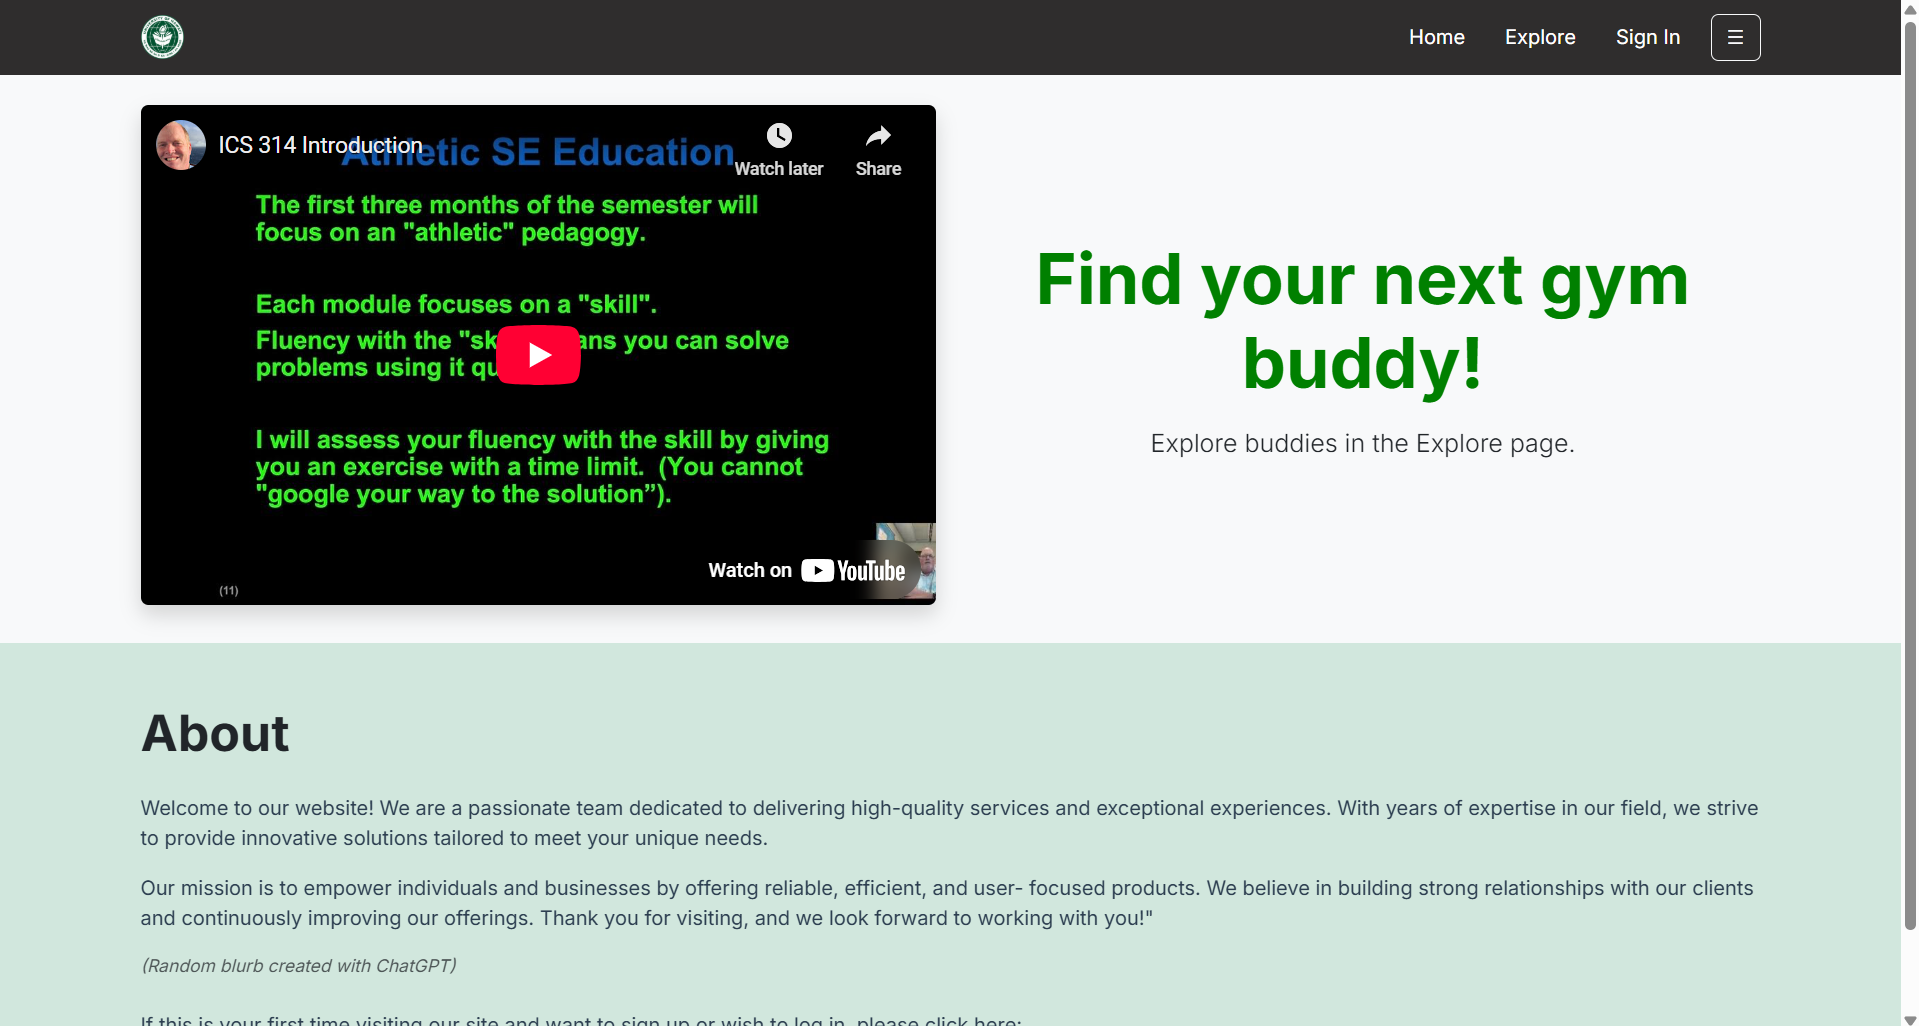 Home
Explore
Sign In
ICS 314 Introduction
Athletic SE Education
Watch later
Share
The first three months of the semester will
focus on an "athletic" pedagogy.
Each module focuses on a "skill".
Fluency with the "sk ans you can solve
problems using it qu
I will assess your fluency with the skill by giving
you an exercise with a time limit. (You cannot
"google your way to the solution”).
Watch on YouTube
(11)
Find your next gym
buddy!
Explore buddies in the Explore page.
About
Welcome to our website! We are a passionate team dedicated to delivering high-quality services and exceptional experiences. With years of expertise in our field, we strive
to provide innovative solutions tailored to meet your unique needs.
Our mission is to empower individuals and businesses by offering reliable, efficient, and user- focused products. We believe in building strong relationships with our clients
and continuously improving our offerings. Thank you for visiting, and we look forward to working with you!"
(Random blurb created with ChatGPT)
If this is your first time visiting our site and want to sign up or wish to log in, please click here: